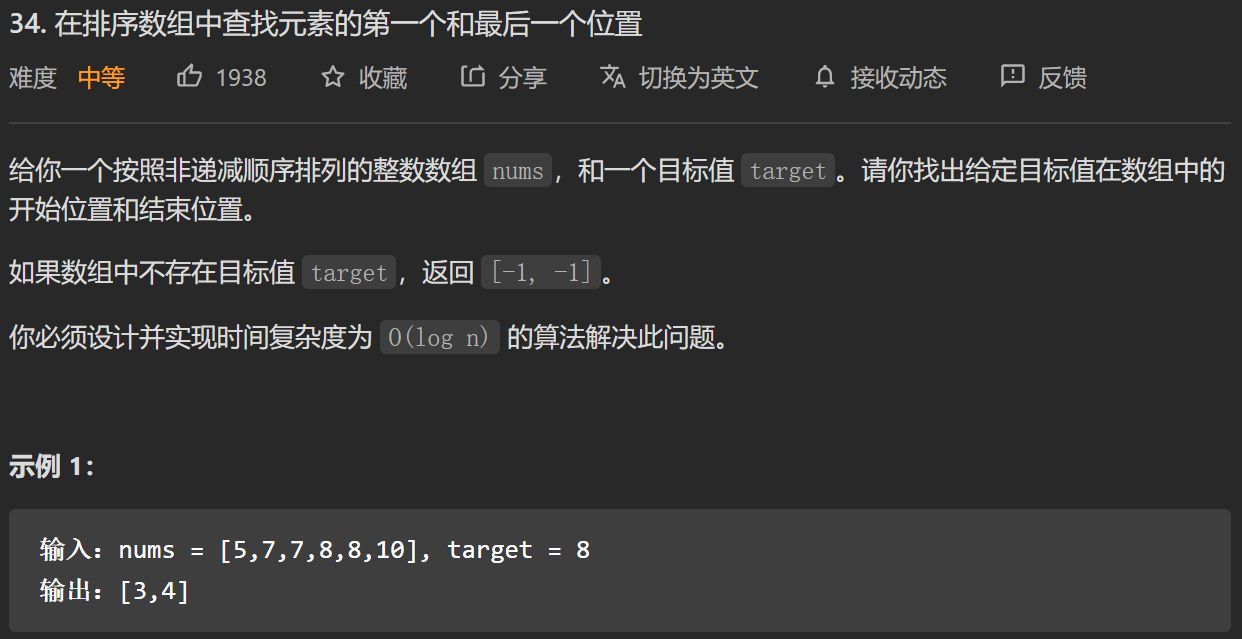 34. 在排序数组中查找元素的第一个和最后一个位置
难度 中等 1938 收藏 分享 切换为英文 接收动态 反馈
给你一个按照非递减顺序排列的整数数组 nums，和一个目标值 target。请你找出给定目标值在数组中的
开始位置和结束位置。
如果数组中不存在目标值 target，返回 [-1, -1]。
你必须设计并实现时间复杂度为 O(log n) 的算法解决此问题。
示例 1：
输入：nums = [5,7,7,8,8,10], target = 8
输出：[3,4]